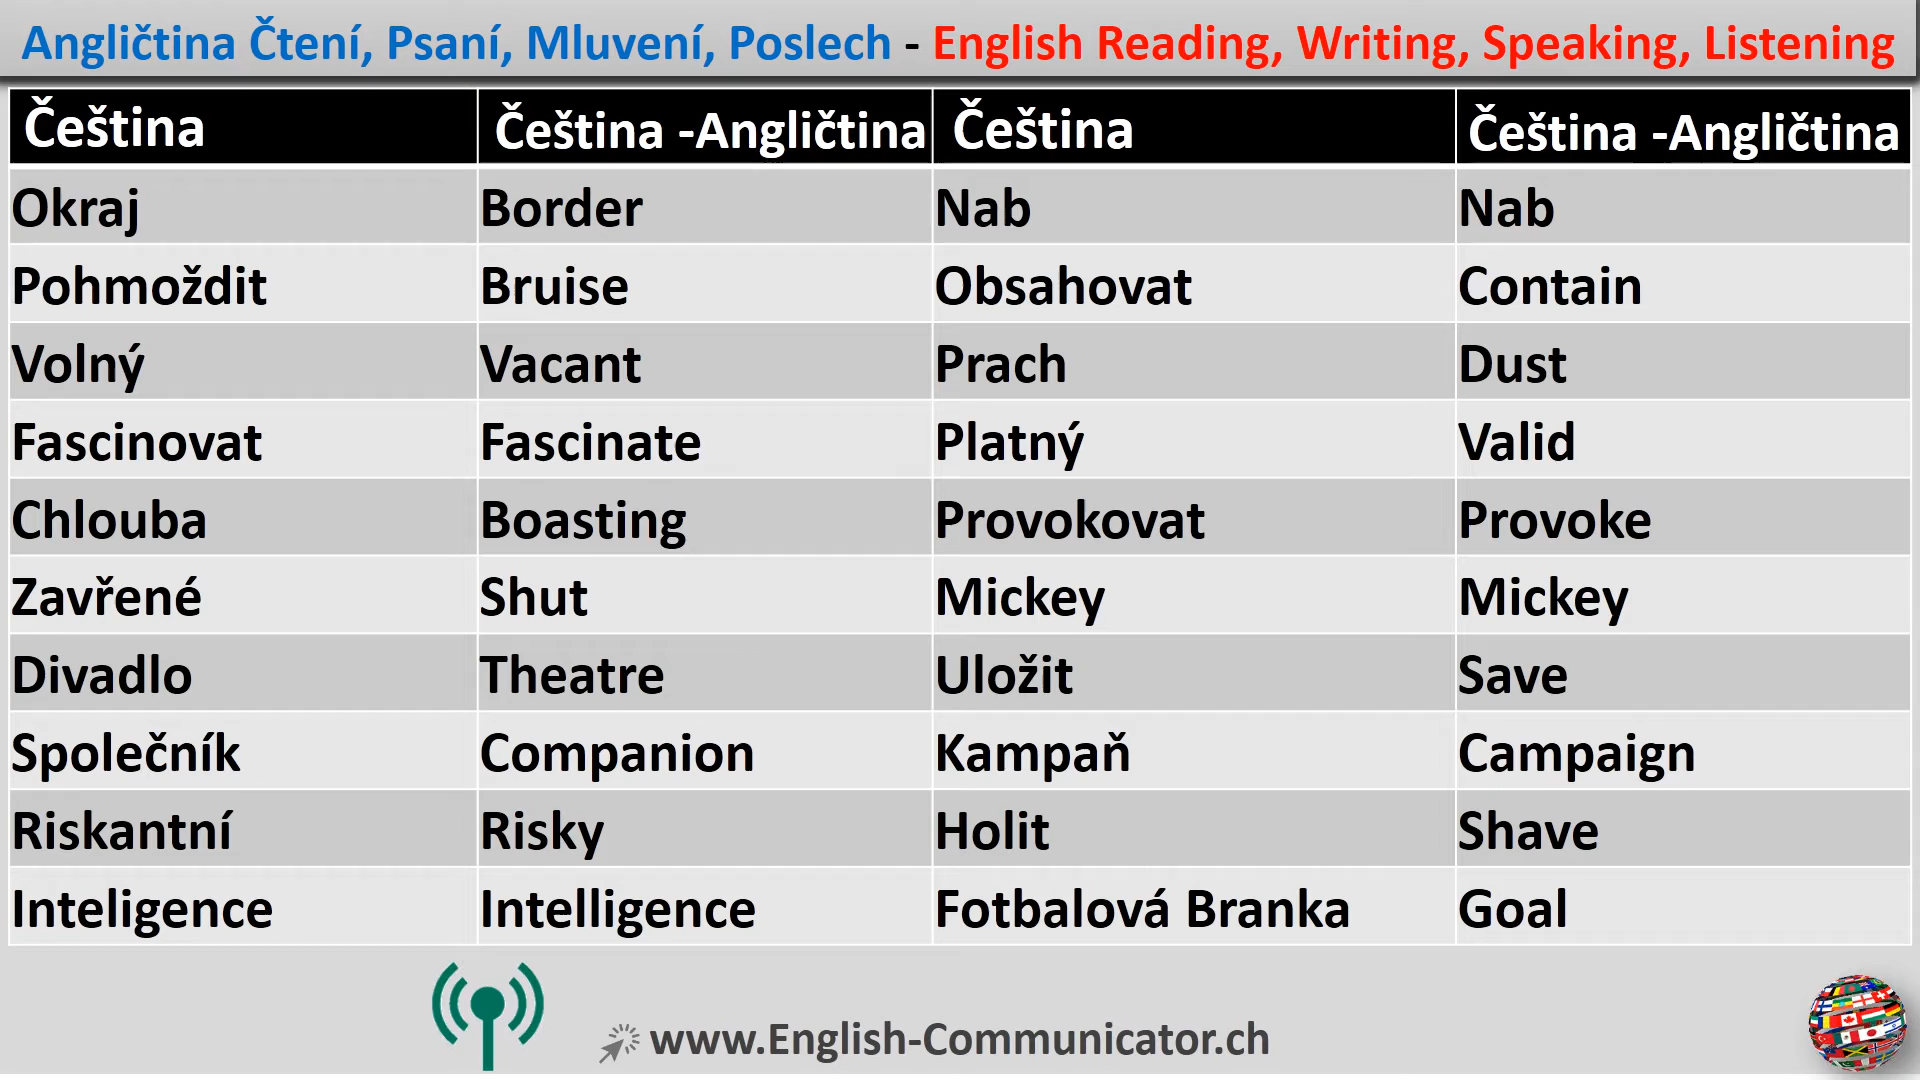 Angličtina Čtení, Psaní, Mluvení, Poslech - English Reading, Writing, Speaking, Listening
Čeština Čeština -Angličtina Čeština Čeština -Angličtina
Okraj Border Nab Nab
Pohmoždit Bruise Obsahovat Contain
Volný Vacant Prach Dust
Fascinovat Fascinate Platný Valid
Chlouba Boasting Provokovat Provoke
Zavřené Shut Mickey Mickey
Divadlo Theatre Uložit Save
Společník Companion Kampaň Campaign
Riskantní Risky Holit Shave
Inteligence Intelligence Fotbalová Branka Goal
www.English-Communicator.ch